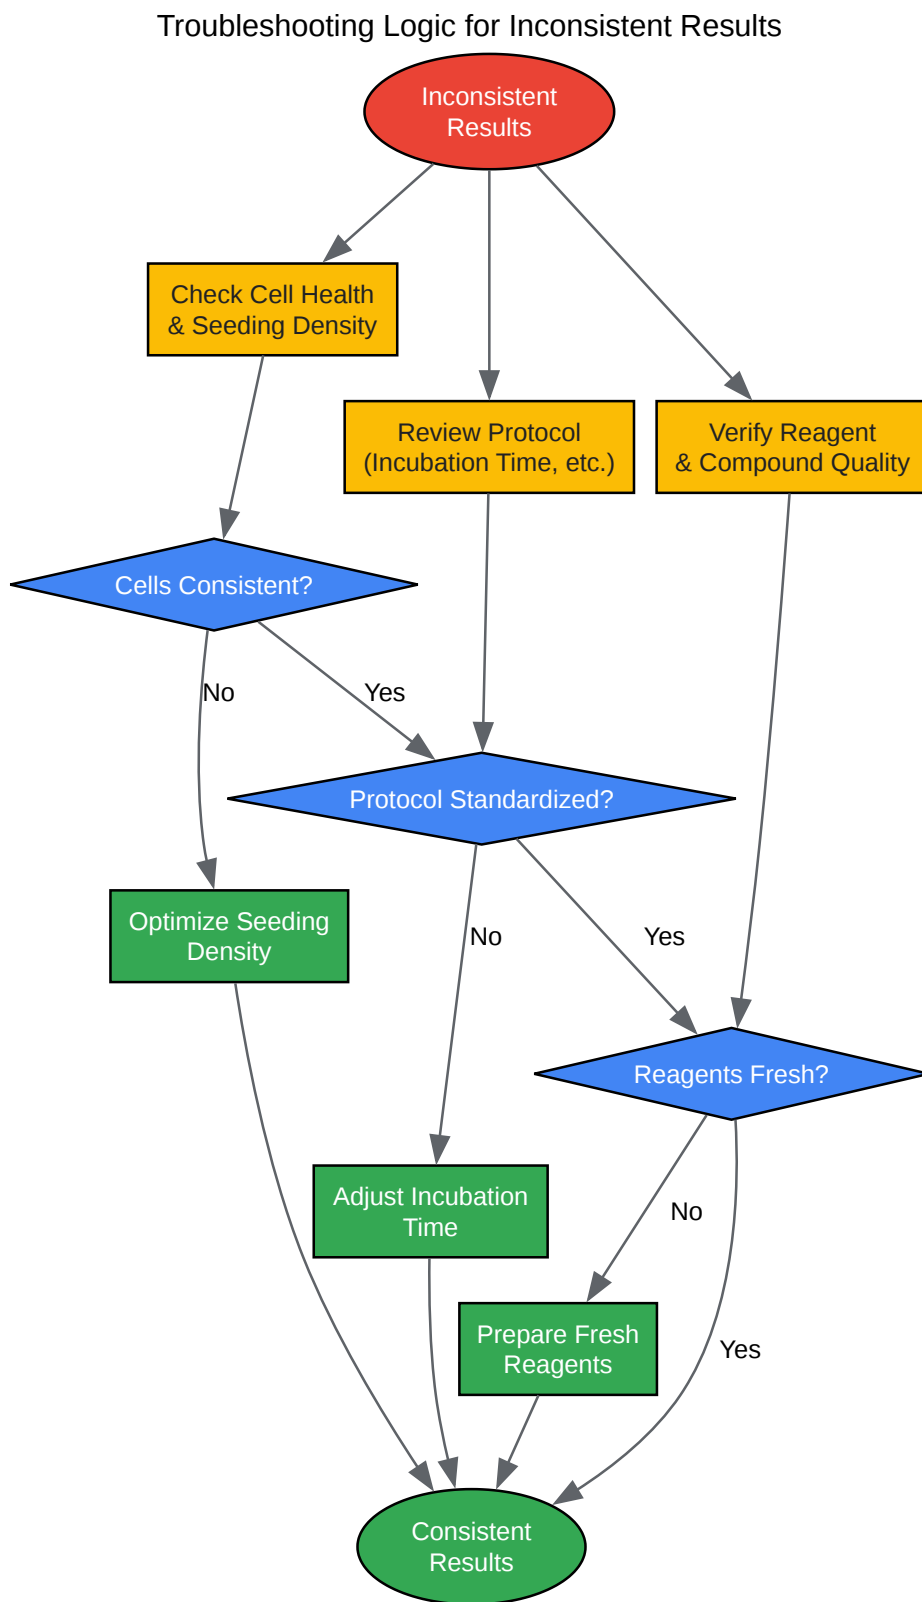 Troubleshooting Logic for Inconsistent Results
Inconsistent
Results
Check Cell Health
& Seeding Density
Review Protocol
(Incubation Time, etc.)
Verify Reagent
& Compound Quality
Cells Consistent?
No
Yes
Protocol Standardized?
Optimize Seeding
Density
No
Yes
Reagents Fresh?
Adjust Incubation
Time
No
Prepare Fresh
Reagents
Yes
Consistent
Results